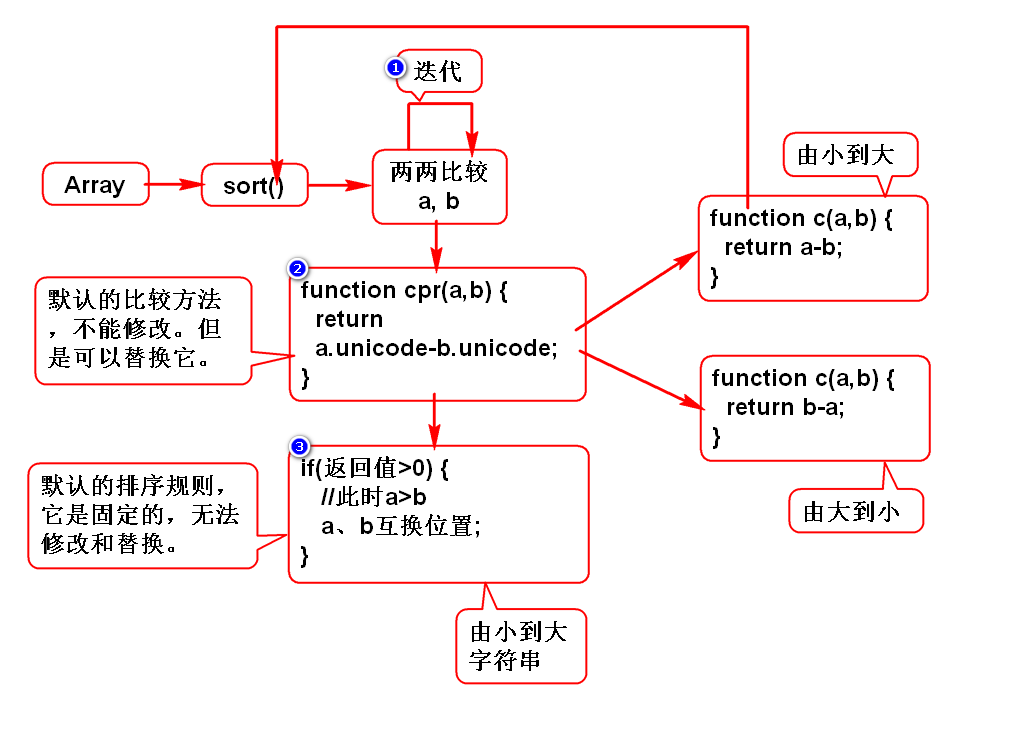 ① 迭代
Array
sort()
两两比较
a, b
由小到大
function c(a,b) {
return a-b;
}
②
function cpr(a,b) {
return
a.unicode-b.unicode;
}
默认的比较方法
，不能修改。但
是可以替换它。
function c(a,b) {
return b-a;
}
由大到小
③
if(返回值>0) {
//此时a>b
a、b互换位置;
}
默认的排序规则，
它是固定的，无法
修改和替换。
由小到大
字符串